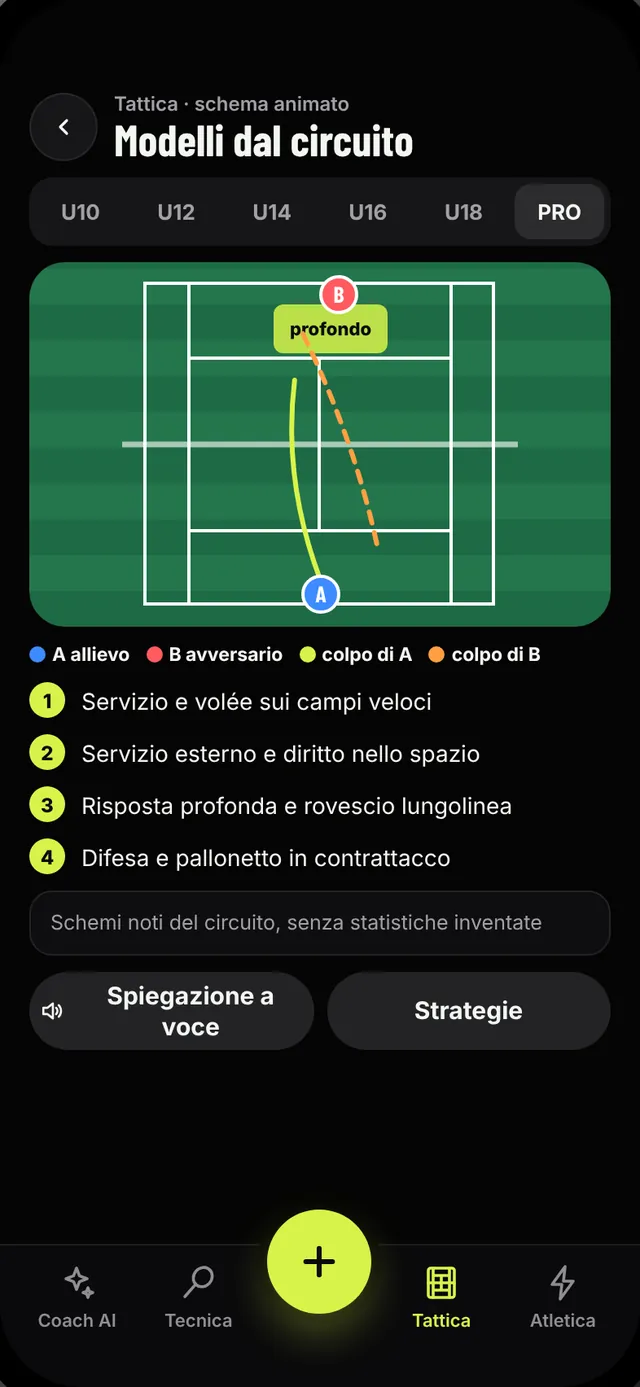 Tattica · schema animato
Modelli dal circuito
U10 U12 U14 U16 U18 PRO
B
profondo
A
A allievo B avversario colpo di A colpo di B
1 Servizio e volée sui campi veloci
2 Servizio esterno e diritto nello spazio
3 Risposta profonda e rovescio lungolinea
4 Difesa e pallonetto in contrattacco
Schemi noti del circuito, senza statistiche inventate
Spiegazione a
voce
Strategie
Coach AI Tecnica Tattica Atletica